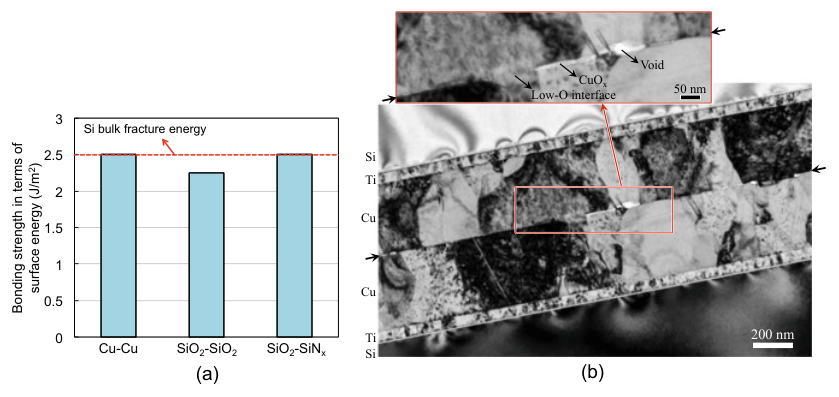 Si bulk fracture energy
Bonding strength in terms of
surface energy (J/m²)
3
2.5
2
1.5
1
0.5
0
Cu-Cu
SiO₂-SiO₂
SiO₂-SiNₓ
(a)
Void
CuOₓ
Low-O interface
50 nm
Si
Ti
Cu
Cu
Ti
Si
200 nm
(b)